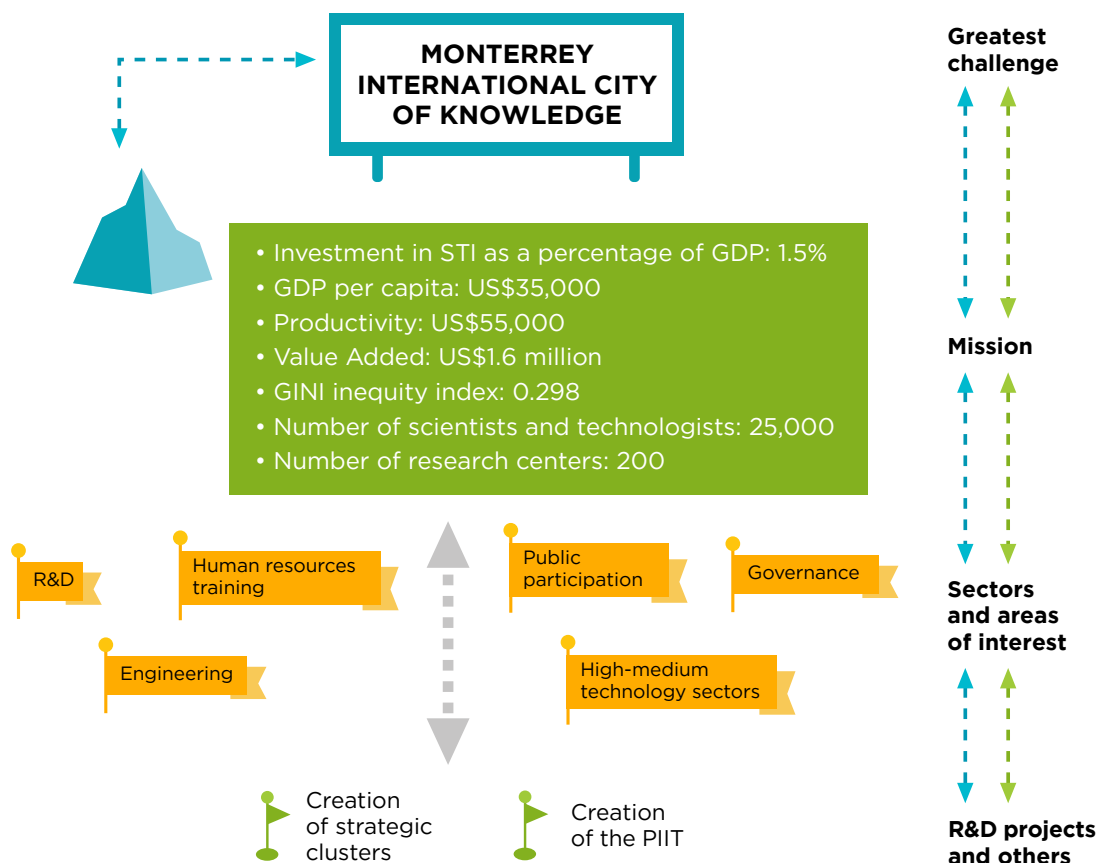 MONTERREY
INTERNATIONAL CITY
OF KNOWLEDGE
Greatest
challenge
• Investment in STI as a percentage of GDP: 1.5%
• GDP per capita: US$35,000
• Productivity: US$55,000
• Value Added: US$1.6 million
• GINI inequity index: 0.298
• Number of scientists and technologists: 25,000
• Number of research centers: 200
Mission
R&D
Human resources
training
Public
participation
Governance
Engineering
High-medium
technology sectors
Sectors
and areas
of interest
Creation
of strategic
clusters
Creation
of the PIIT
R&D projects
and others